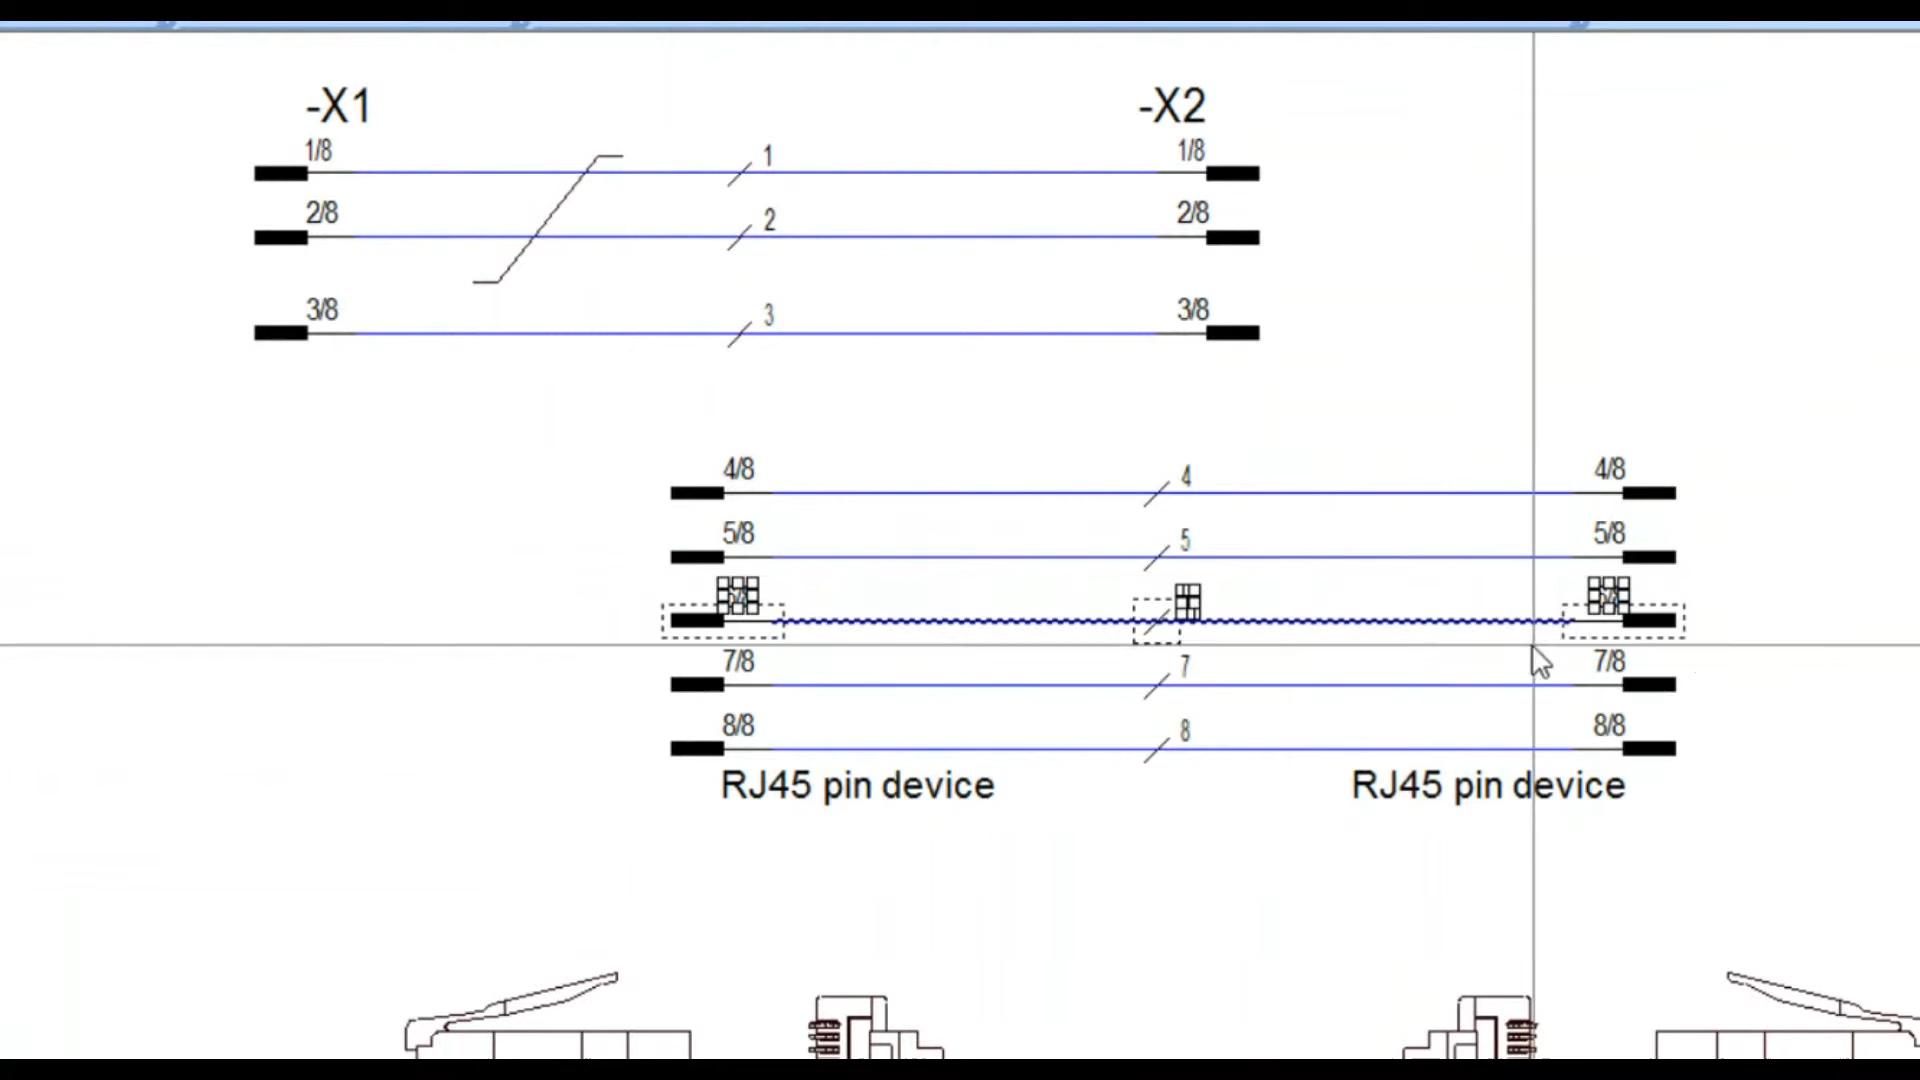 -X1 -X2
1/8 1 1/8
2/8 2 2/8
3/8 3 3/8
4/8 4 4/8
5/8 5 5/8
7/8 7 7/8
8/8 8 8/8
RJ45 pin device RJ45 pin device